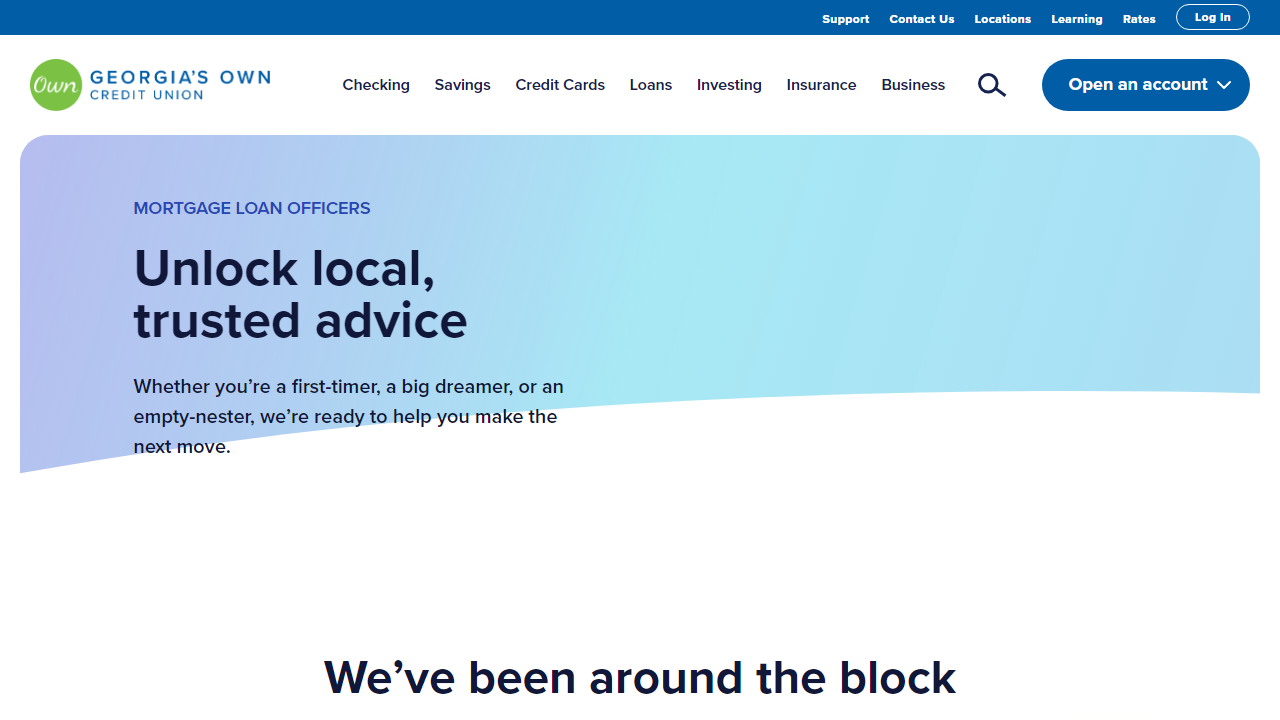 Support Contact Us Locations Learning Rates Log In
Own GEORGIA'S OWN
CREDIT UNION
Checking Savings Credit Cards Loans Investing Insurance Business Open an account
MORTGAGE LOAN OFFICERS
Unlock local,
trusted advice
Whether you’re a first-timer, a big dreamer, or an
empty-nester, we’re ready to help you make the
next move.
We’ve been around the block